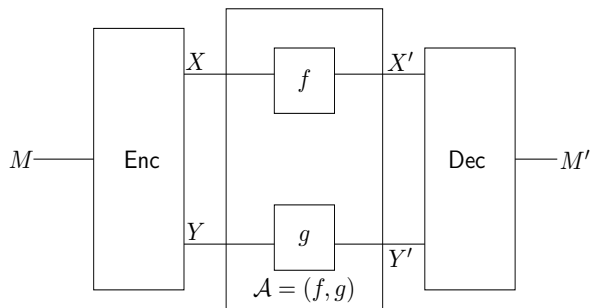 X f X′
M Enc Dec M′
Y g Y′
𝒜 = (f, g)